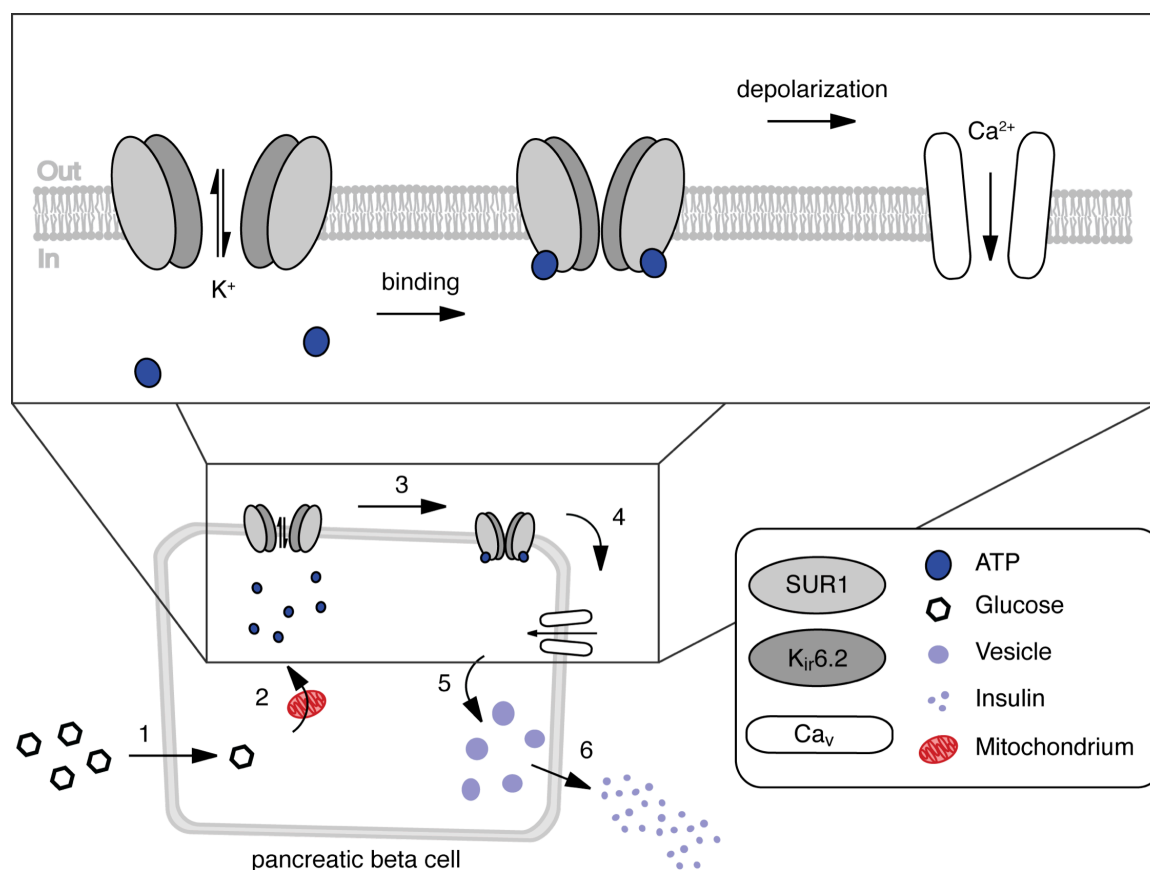 depolarization
Ca²⁺
Out
In
K⁺
binding
3
4
2
5
1
6
pancreatic beta cell
SUR1
Kir6.2
Cav
ATP
Glucose
Vesicle
Insulin
Mitochondrium